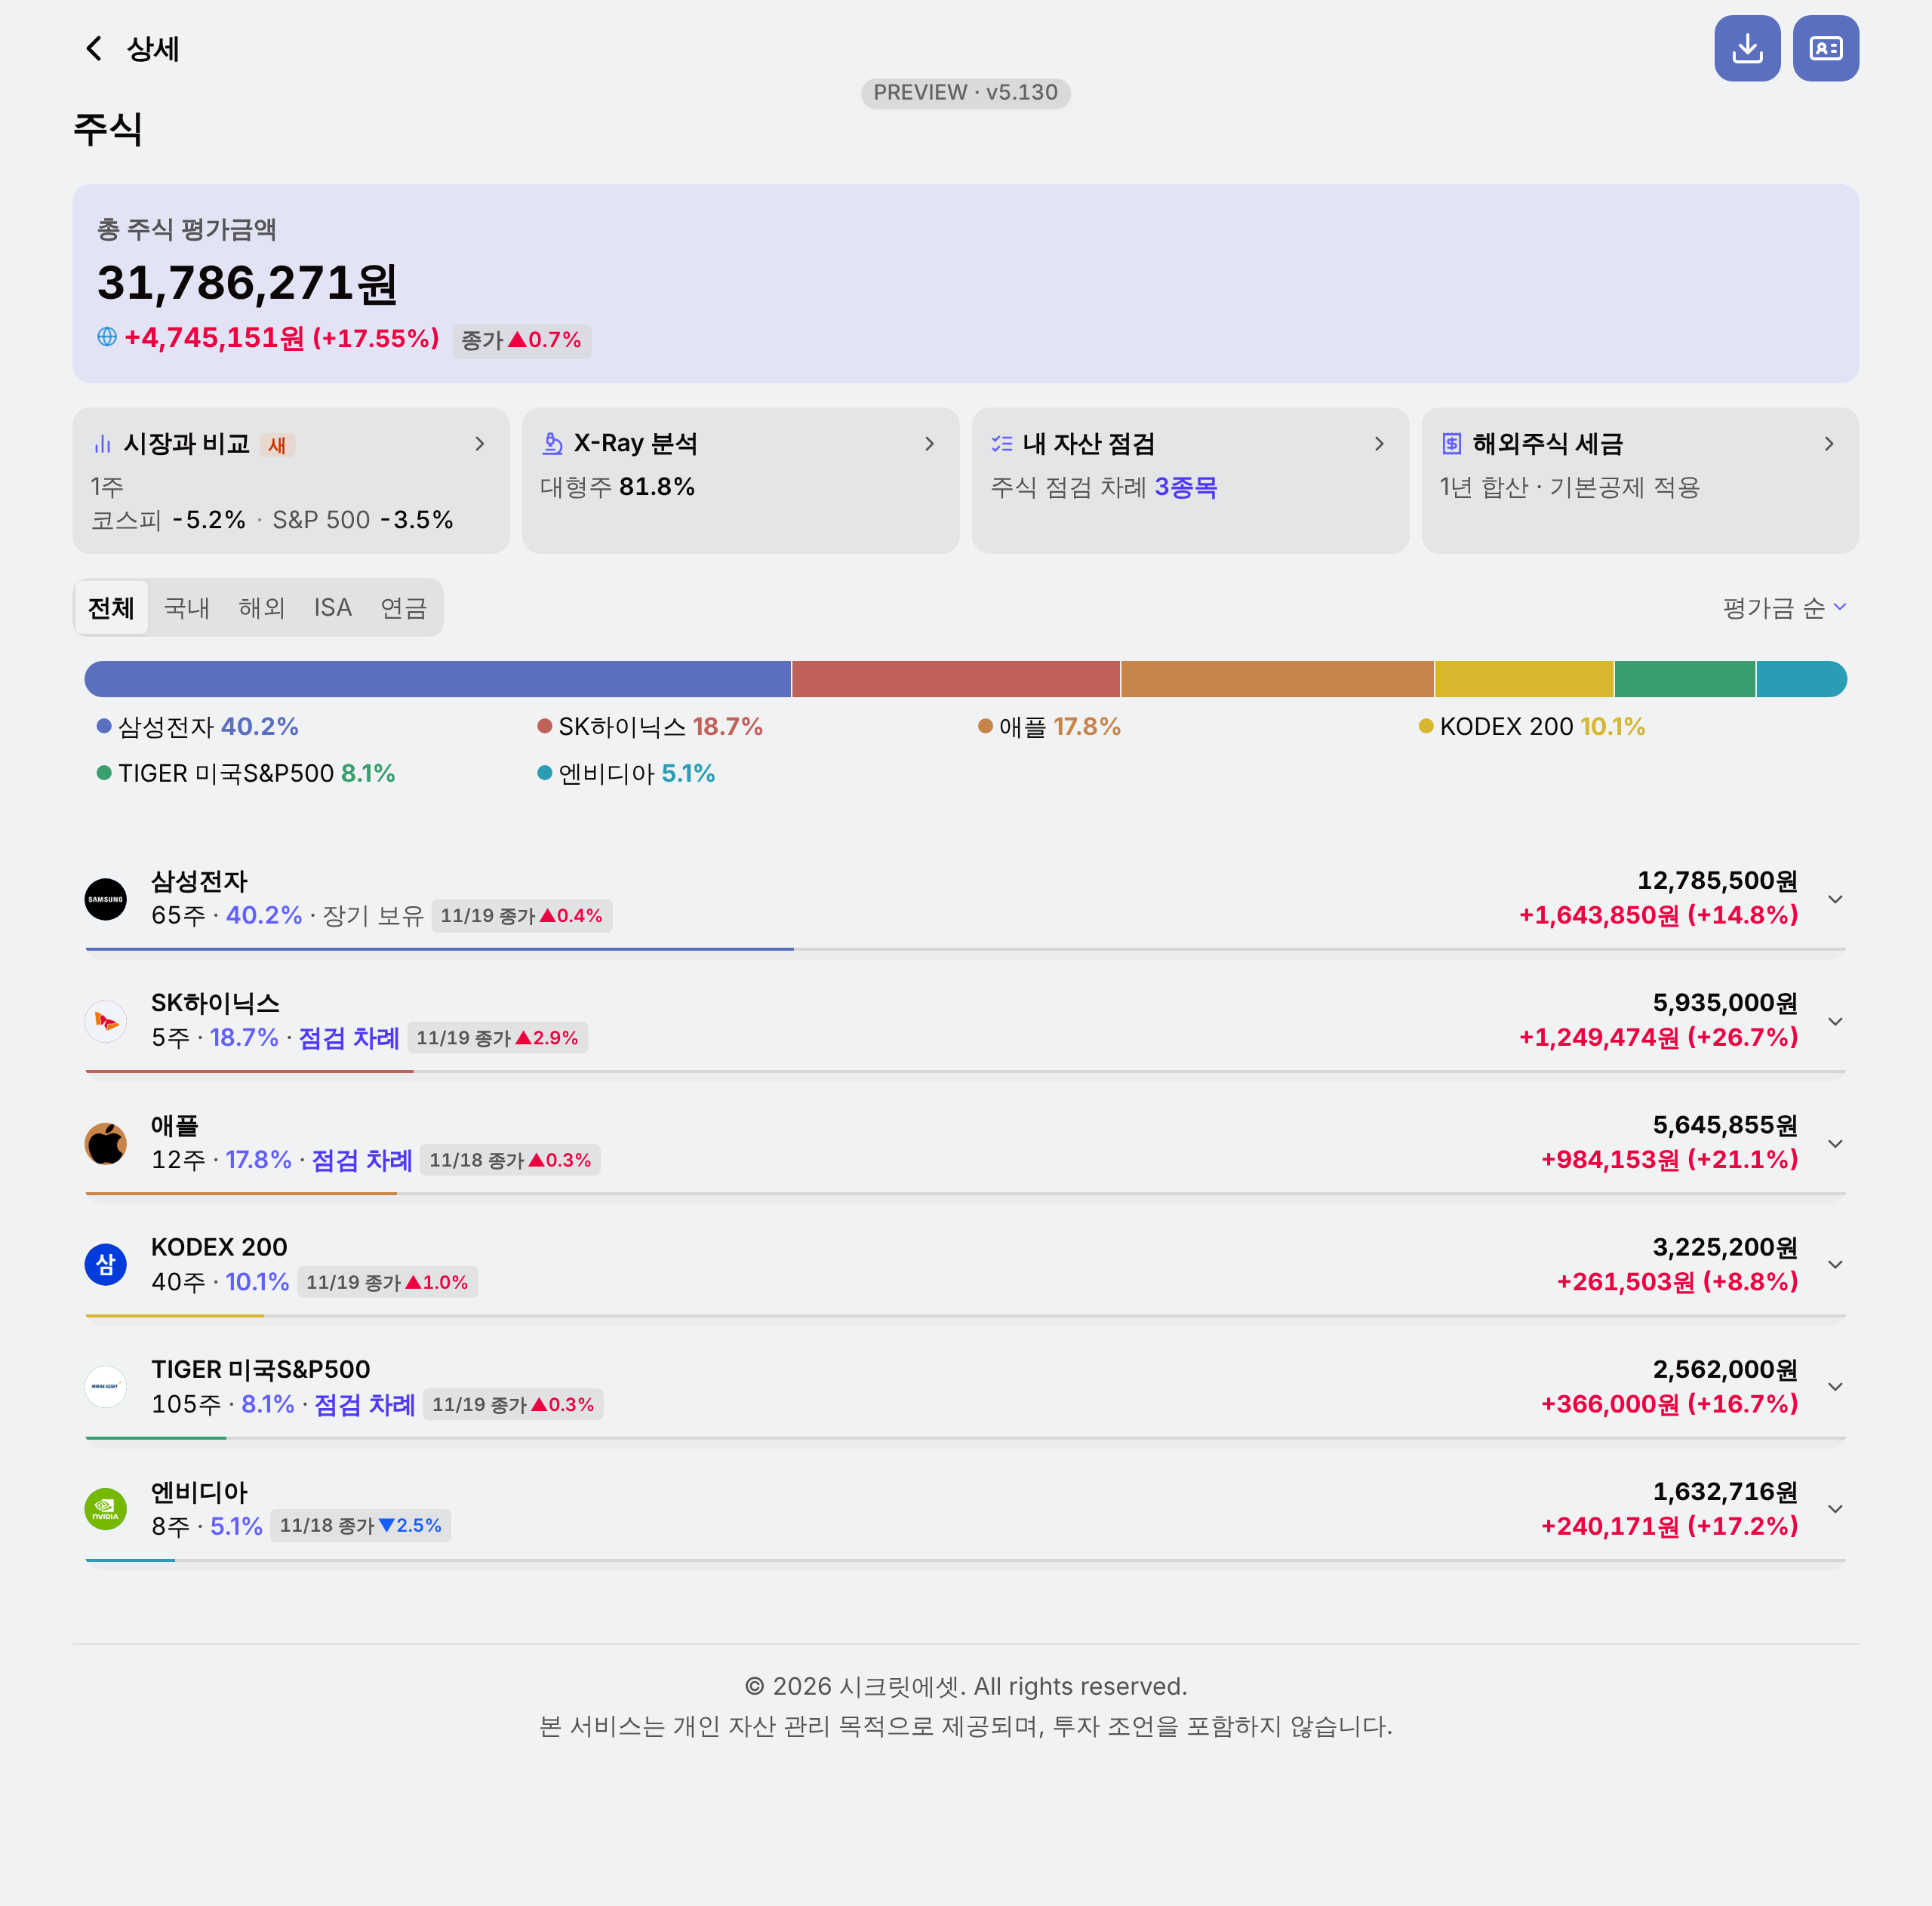 상세
PREVIEW · v5.130
주식
총 주식 평가금액
31,786,271원
+4,745,151원 (+17.55%) 종가 ▲0.7%
시장과 비교 새
1주
코스피 -5.2% · S&P 500 -3.5%
X-Ray 분석
대형주 81.8%
내 자산 점검
주식 점검 차례 3종목
해외주식 세금
1년 합산 · 기본공제 적용
전체 국내 해외 ISA 연금
평가금 순
삼성전자 40.2% SK하이닉스 18.7% 애플 17.8% KODEX 200 10.1%
TIGER 미국S&P500 8.1% 엔비디아 5.1%
SAMSUNG
삼성전자
12,785,500원
65주 · 40.2% · 장기 보유 11/19 종가 ▲0.4%
+1,643,850원 (+14.8%)
SK하이닉스
5,935,000원
5주 · 18.7% · 점검 차례 11/19 종가 ▲2.9%
+1,249,474원 (+26.7%)
애플
5,645,855원
12주 · 17.8% · 점검 차례 11/18 종가 ▲0.3%
+984,153원 (+21.1%)
삼
KODEX 200
3,225,200원
40주 · 10.1% 11/19 종가 ▲1.0%
+261,503원 (+8.8%)
MIRAE ASSET
TIGER 미국S&P500
2,562,000원
105주 · 8.1% · 점검 차례 11/19 종가 ▲0.3%
+366,000원 (+16.7%)
NVIDIA
엔비디아
1,632,716원
8주 · 5.1% 11/18 종가 ▼2.5%
+240,171원 (+17.2%)
© 2026 시크릿에셋. All rights reserved.
본 서비스는 개인 자산 관리 목적으로 제공되며, 투자 조언을 포함하지 않습니다.